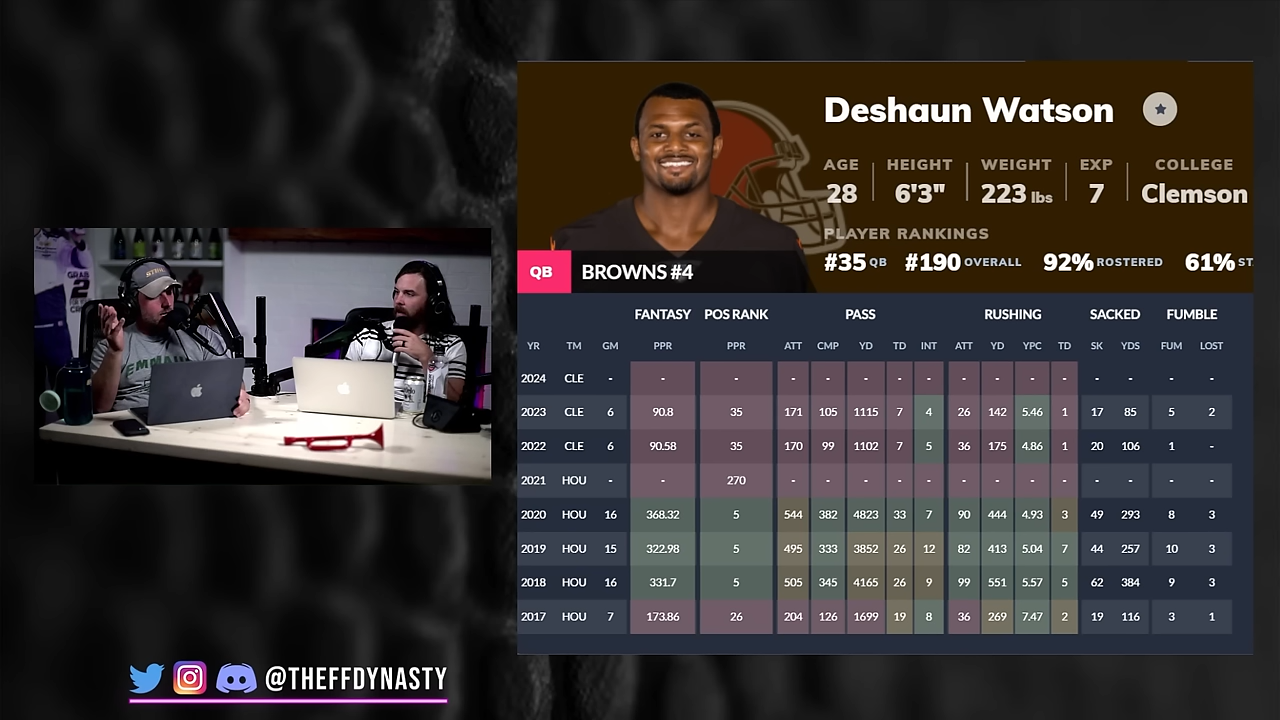 Deshaun Watson
AGE HEIGHT WEIGHT EXP COLLEGE
28 6'3" 223 lbs 7 Clemson
PLAYER RANKINGS
#35 QB #190 OVERALL 92% ROSTERED 61% ST
QB BROWNS #4
FANTASY POS RANK PASS RUSHING SACKED FUMBLE
YR TM GM PPR PPR ATT CMP YD TD INT ATT YD YPC TD SK YDS FUM LOST
2024 CLE - - - - - - - - - - - - - - - -
2023 CLE 6 90.8 35 171 105 1115 7 4 26 142 5.46 1 17 85 5 2
2022 CLE 6 90.58 35 170 99 1102 7 5 36 175 4.86 1 20 106 1 -
2021 HOU - - 270 - - - - - - - - - - - - -
2020 HOU 16 368.32 5 544 382 4823 33 7 90 444 4.93 3 49 293 8 3
2019 HOU 15 322.98 5 495 333 3852 26 12 82 413 5.04 7 44 257 10 3
2018 HOU 16 331.7 5 505 345 4165 26 9 99 551 5.57 5 62 384 9 3
2017 HOU 7 173.86 26 204 126 1699 19 8 36 269 7.47 2 19 116 3 1
GRAB
2
@THEFFDYNASTY